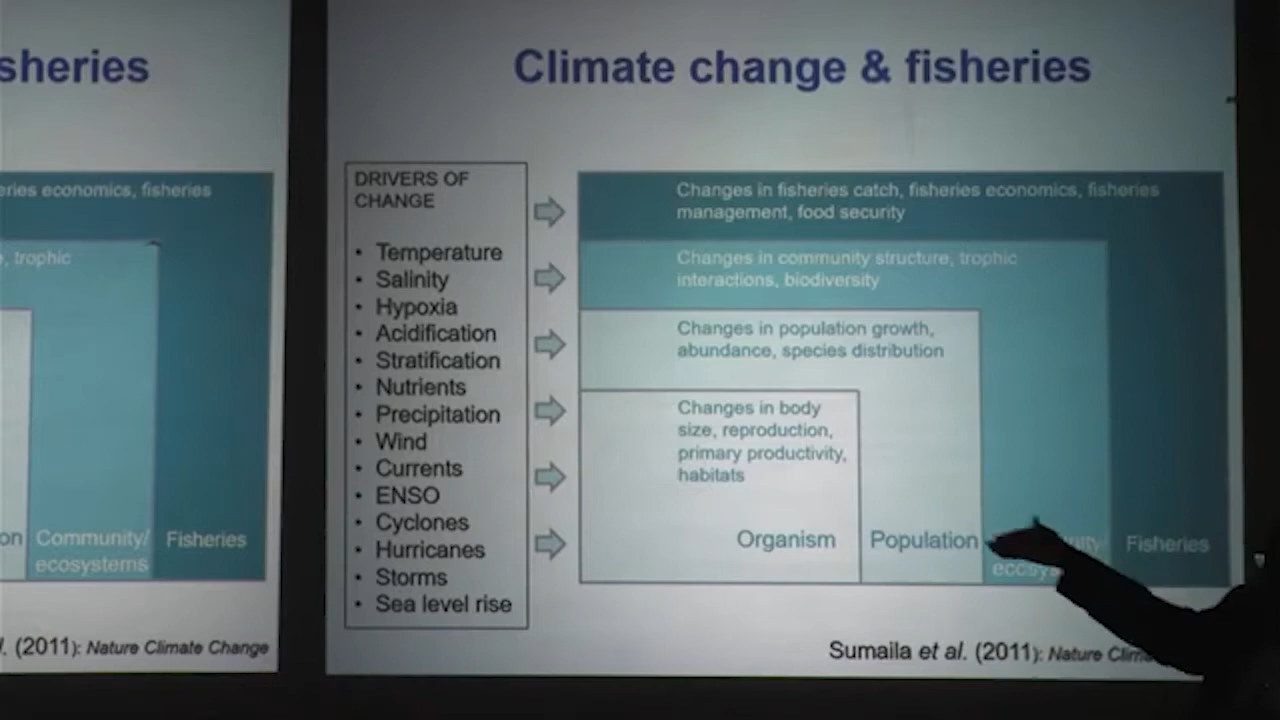 sheries
eries economics, fisheries
, trophic
on
Community/
ecosystems
Fisheries
. (2011): Nature Climate Change
Climate change & fisheries
DRIVERS OF
CHANGE
• Temperature
• Salinity
• Hypoxia
• Acidification
• Stratification
• Nutrients
• Precipitation
• Wind
• Currents
• ENSO
• Cyclones
• Hurricanes
• Storms
• Sea level rise
Changes in fisheries catch, fisheries economics, fisheries
management, food security
Changes in community structure, trophic
interactions, biodiversity
Changes in population growth,
abundance, species distribution
Changes in body
size, reproduction,
primary productivity,
habitats
Organism
Population
Fisheries
Sumaila et al. (2011): Nature Clim